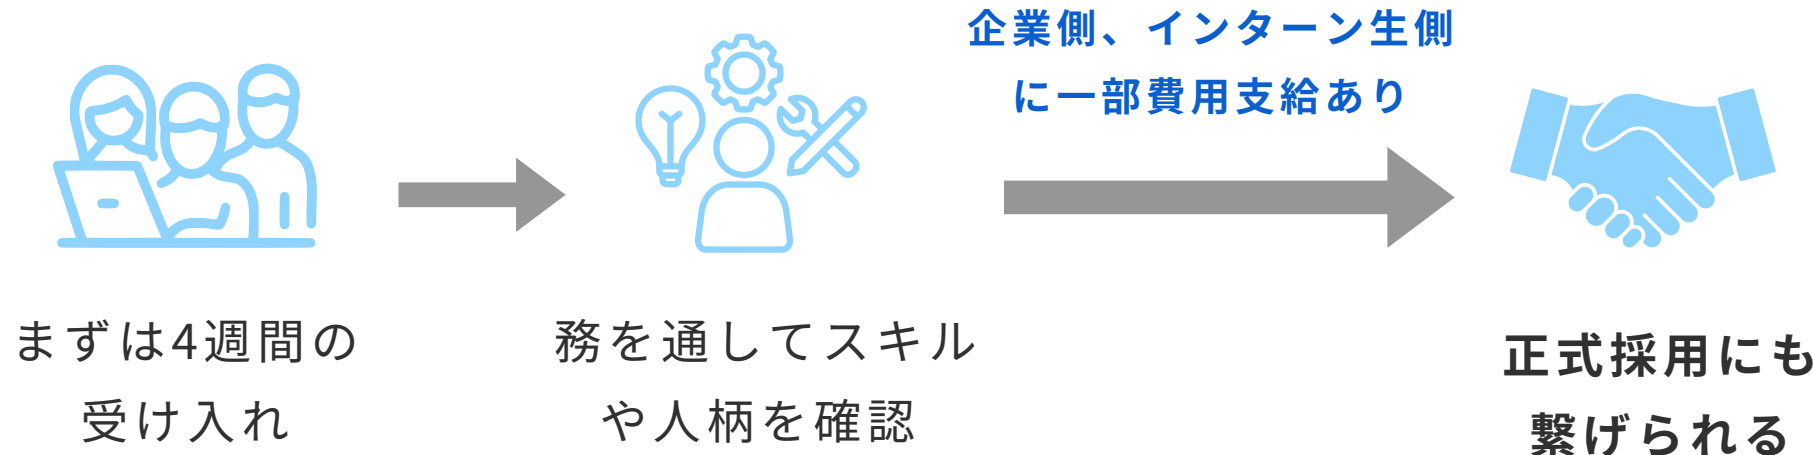 企業側、インターン生側
に一部費用支給あり
まずは4週間の
受け入れ
務を通してスキル
や人柄を確認
正式採用にも
繋げられる